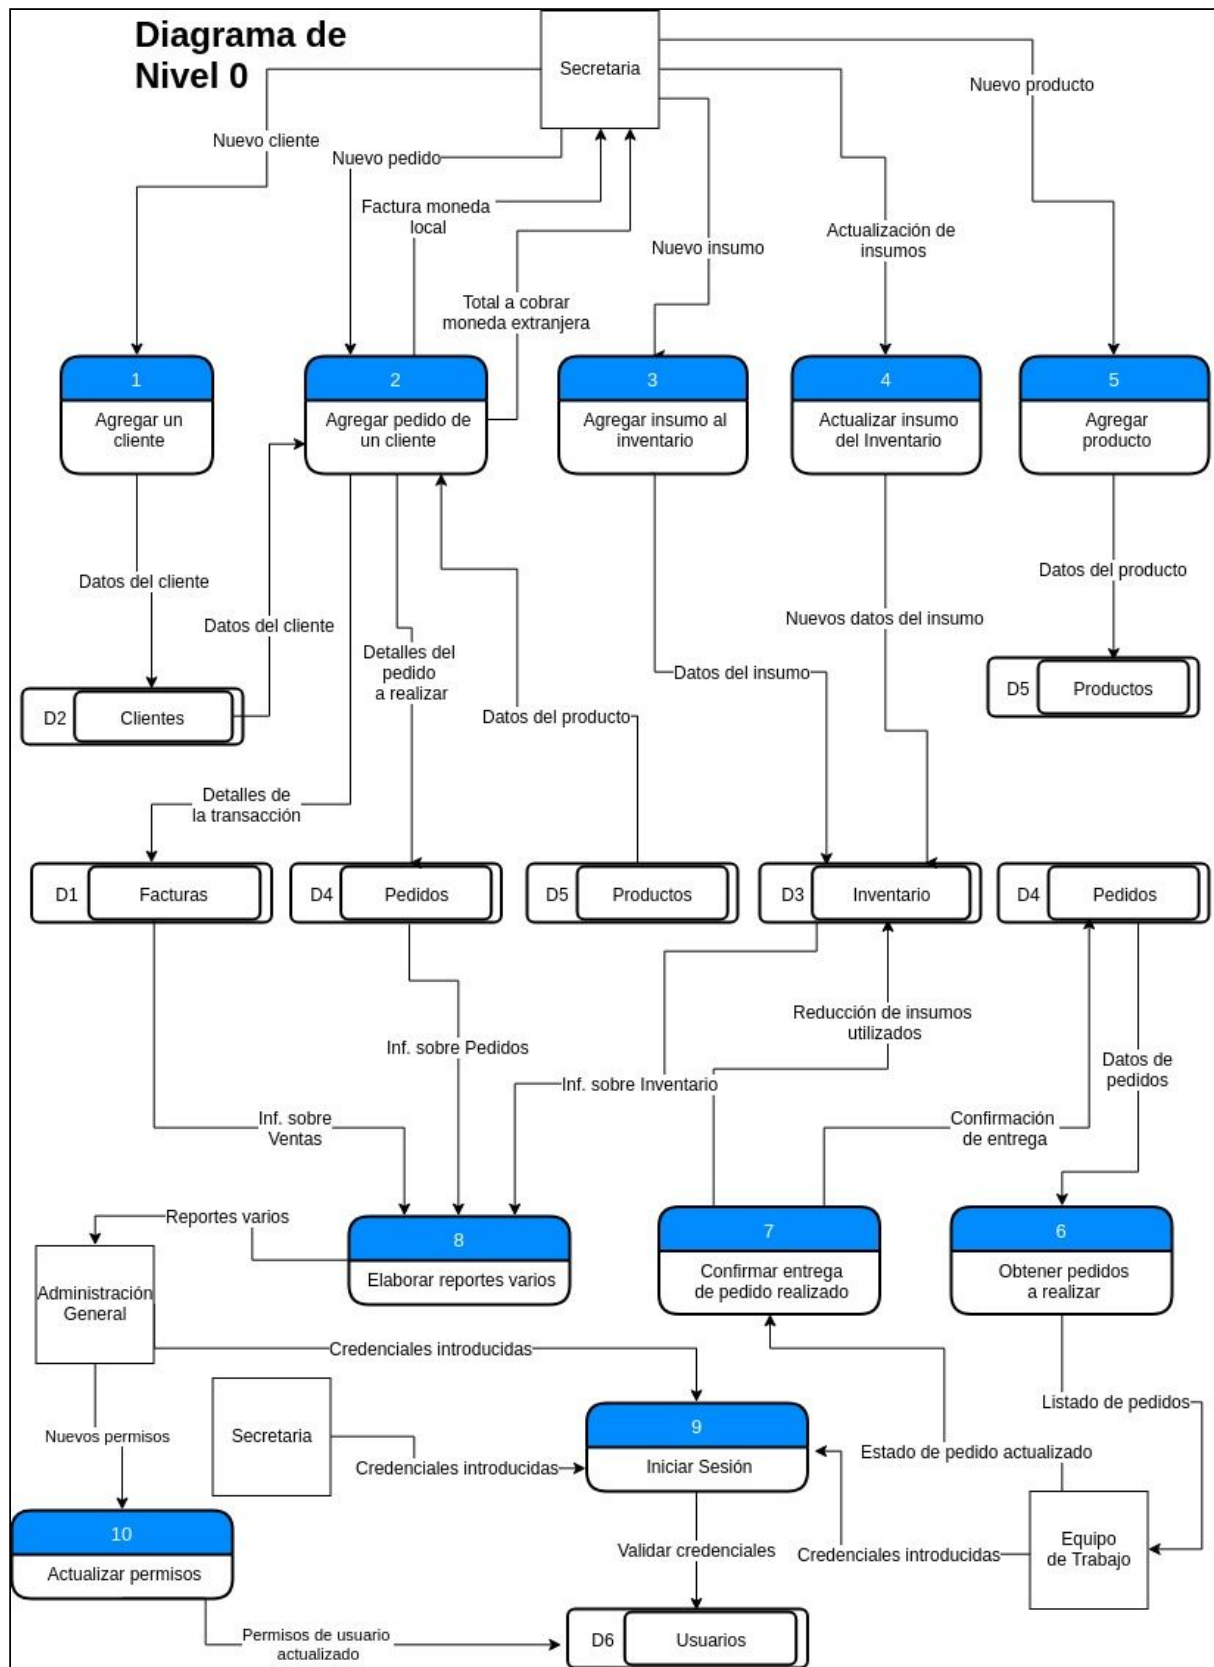 Diagrama de
Nivel 0
Secretaria
Nuevo producto
Nuevo cliente
Nuevo pedido
Factura moneda
local
Nuevo insumo
Actualización de
insumos
Total a cobrar
moneda extranjera
1
Agregar un
cliente
2
Agregar pedido de
un cliente
3
Agregar insumo al
inventario
4
Actualizar insumo
del Inventario
5
Agregar
producto
Datos del cliente
Datos del cliente
Detalles del
pedido
a realizar
Datos del producto
Datos del insumo
Nuevos datos del insumo
Datos del producto
D2
Clientes
D5
Productos
Detalles de
la transacción
D1
Facturas
D4
Pedidos
D5
Productos
D3
Inventario
D4
Pedidos
Inf. sobre Pedidos
Reducción de insumos
utilizados
Datos de
pedidos
Inf. sobre Inventario
Inf. sobre
Ventas
Confirmación
de entrega
Reportes varios
8
Elaborar reportes varios
7
Confirmar entrega
de pedido realizado
6
Obtener pedidos
a realizar
Administración
General
Credenciales introducidas
Listado de pedidos
Nuevos permisos
Secretaria
Credenciales introducidas
9
Iniciar Sesión
Estado de pedido actualizado
10
Actualizar permisos
Validar credenciales
Credenciales introducidas
Equipo
de Trabajo
Permisos de usuario
actualizado
D6
Usuarios